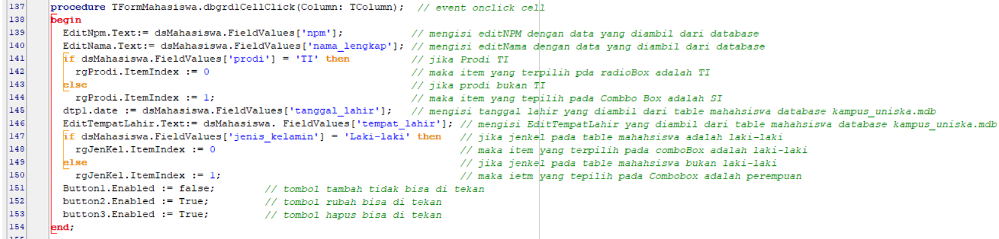 137 procedure TFormMahasiswa.dbgrd1CellClick(Column: TColumn); // event onclick cell
138 begin
139 EditNpm.Text:= dsMahasiswa.FieldValues['npm']; // mengisi editNPM dengan data yang diambil dari database
140 EditNama.Text:= dsMahasiswa.FieldValues['nama_lengkap']; // mengisi editNama dengan data yang diambil dari database
141 if dsMahasiswa.FieldValues['prodi'] = 'TI' then // jika Prodi TI
142 rgProdi.ItemIndex := 0 // maka item yang terpilih pda radioBox adalah TI
143 else // jika prodi bukan TI
144 rgProdi.ItemIndex := 1; // maka item yang tepilih pada Combbo Box adalah SI
145 dtp1.date := dsMahasiswa.FieldValues['tanggal_lahir']; // mengisi tanggal lahir yang diambil dari table mahahsiswa database kampus_uniska.mdb
146 EditTempatLahir.Text:= dsMahasiswa. FieldValues['tempat_lahir']; // mengisi EditTempatLahir yang diambil dari table mahahsiswa database kampus_uniska.mdb
147 if dsMahasiswa.FieldValues['jenis_kelamin'] = 'Laki-laki' then // jika jenkel pada table mahahsiswa adalah laki-laki
148 rgJenKel.ItemIndex := 0 // maka item yang terpilih pada comboBox adalah laki-laki
149 else // jika jenkel pada table mahahsiswa bukan laki-laki
150 rgJenKel.ItemIndex := 1; // maka ietm yang tepilih pada Combobox adalah perempuan
151 Button1.Enabled := false; // tombol tambah tidak bisa di tekan
152 button2.Enabled := True; // tombol rubah bisa di tekan
153 button3.Enabled := True; // tombol hapus bisa di tekan
154 end;